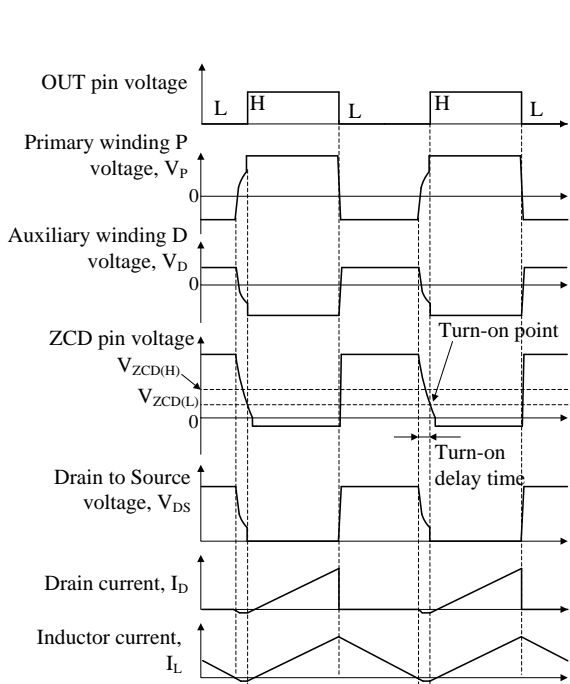 OUT pin voltage
L H L H L
Primary winding P
voltage, VP
0
Auxiliary winding D
voltage, VD
0
ZCD pin voltage
Turn-on point
VZCD(H)
VZCD(L)
0
Turn-on
delay time
Drain to Source
voltage, VDS
Drain current, ID
Inductor current,
IL